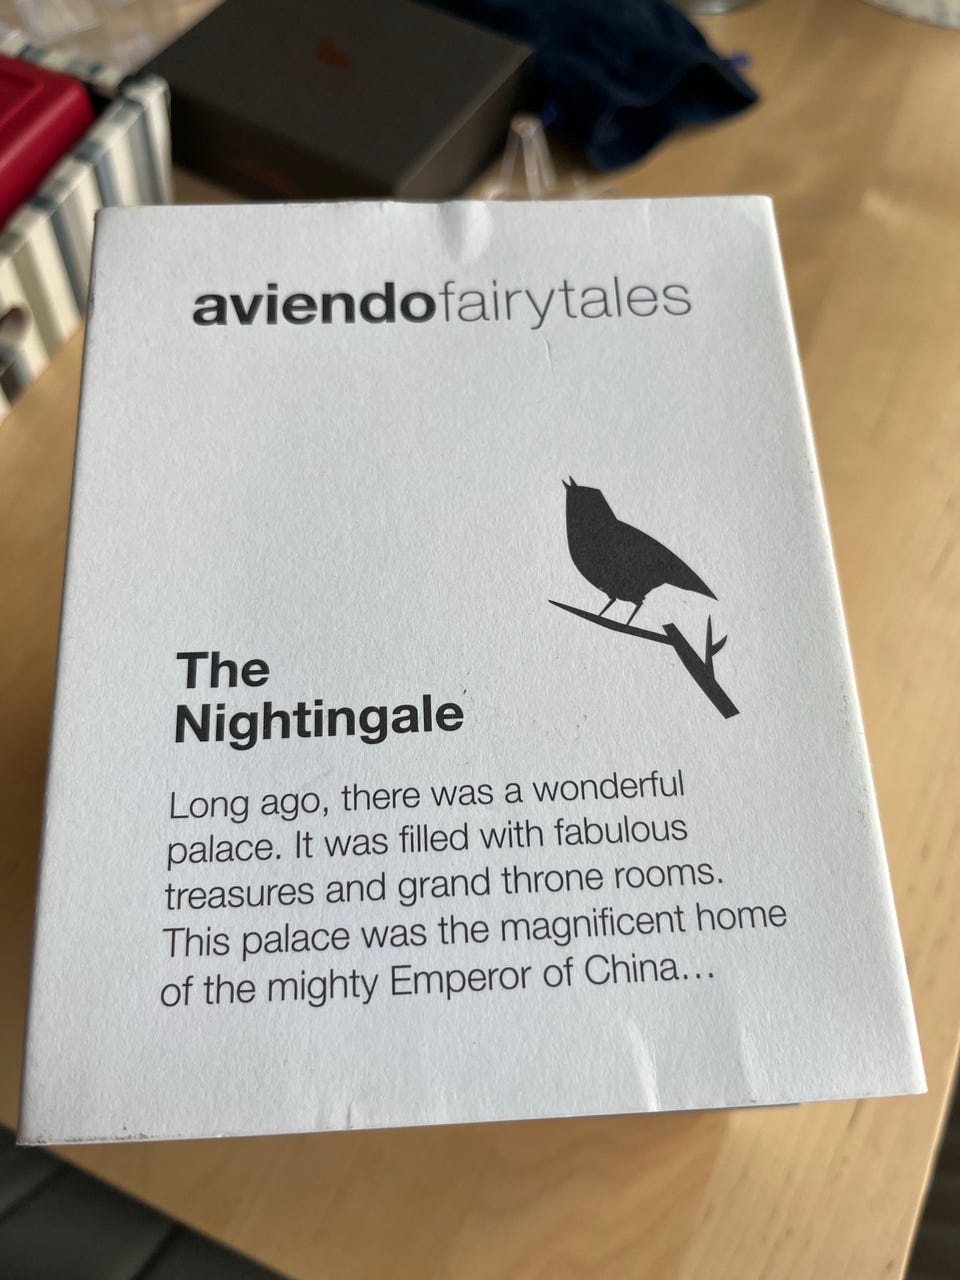 aviendofairytales
The
Nightingale
Long ago, there was a wonderful
palace. It was filled with fabulous
treasures and grand throne rooms.
This palace was the magnificent home
of the mighty Emperor of China...